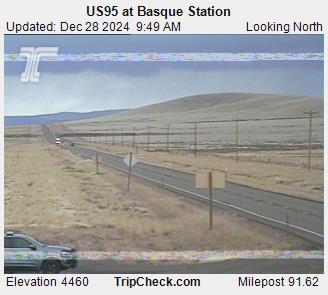 US95 at Basque Station
Updated: Dec 28 2024 9:49 AM Looking North
Elevation 4460 TripCheck.com Milepost 91.62